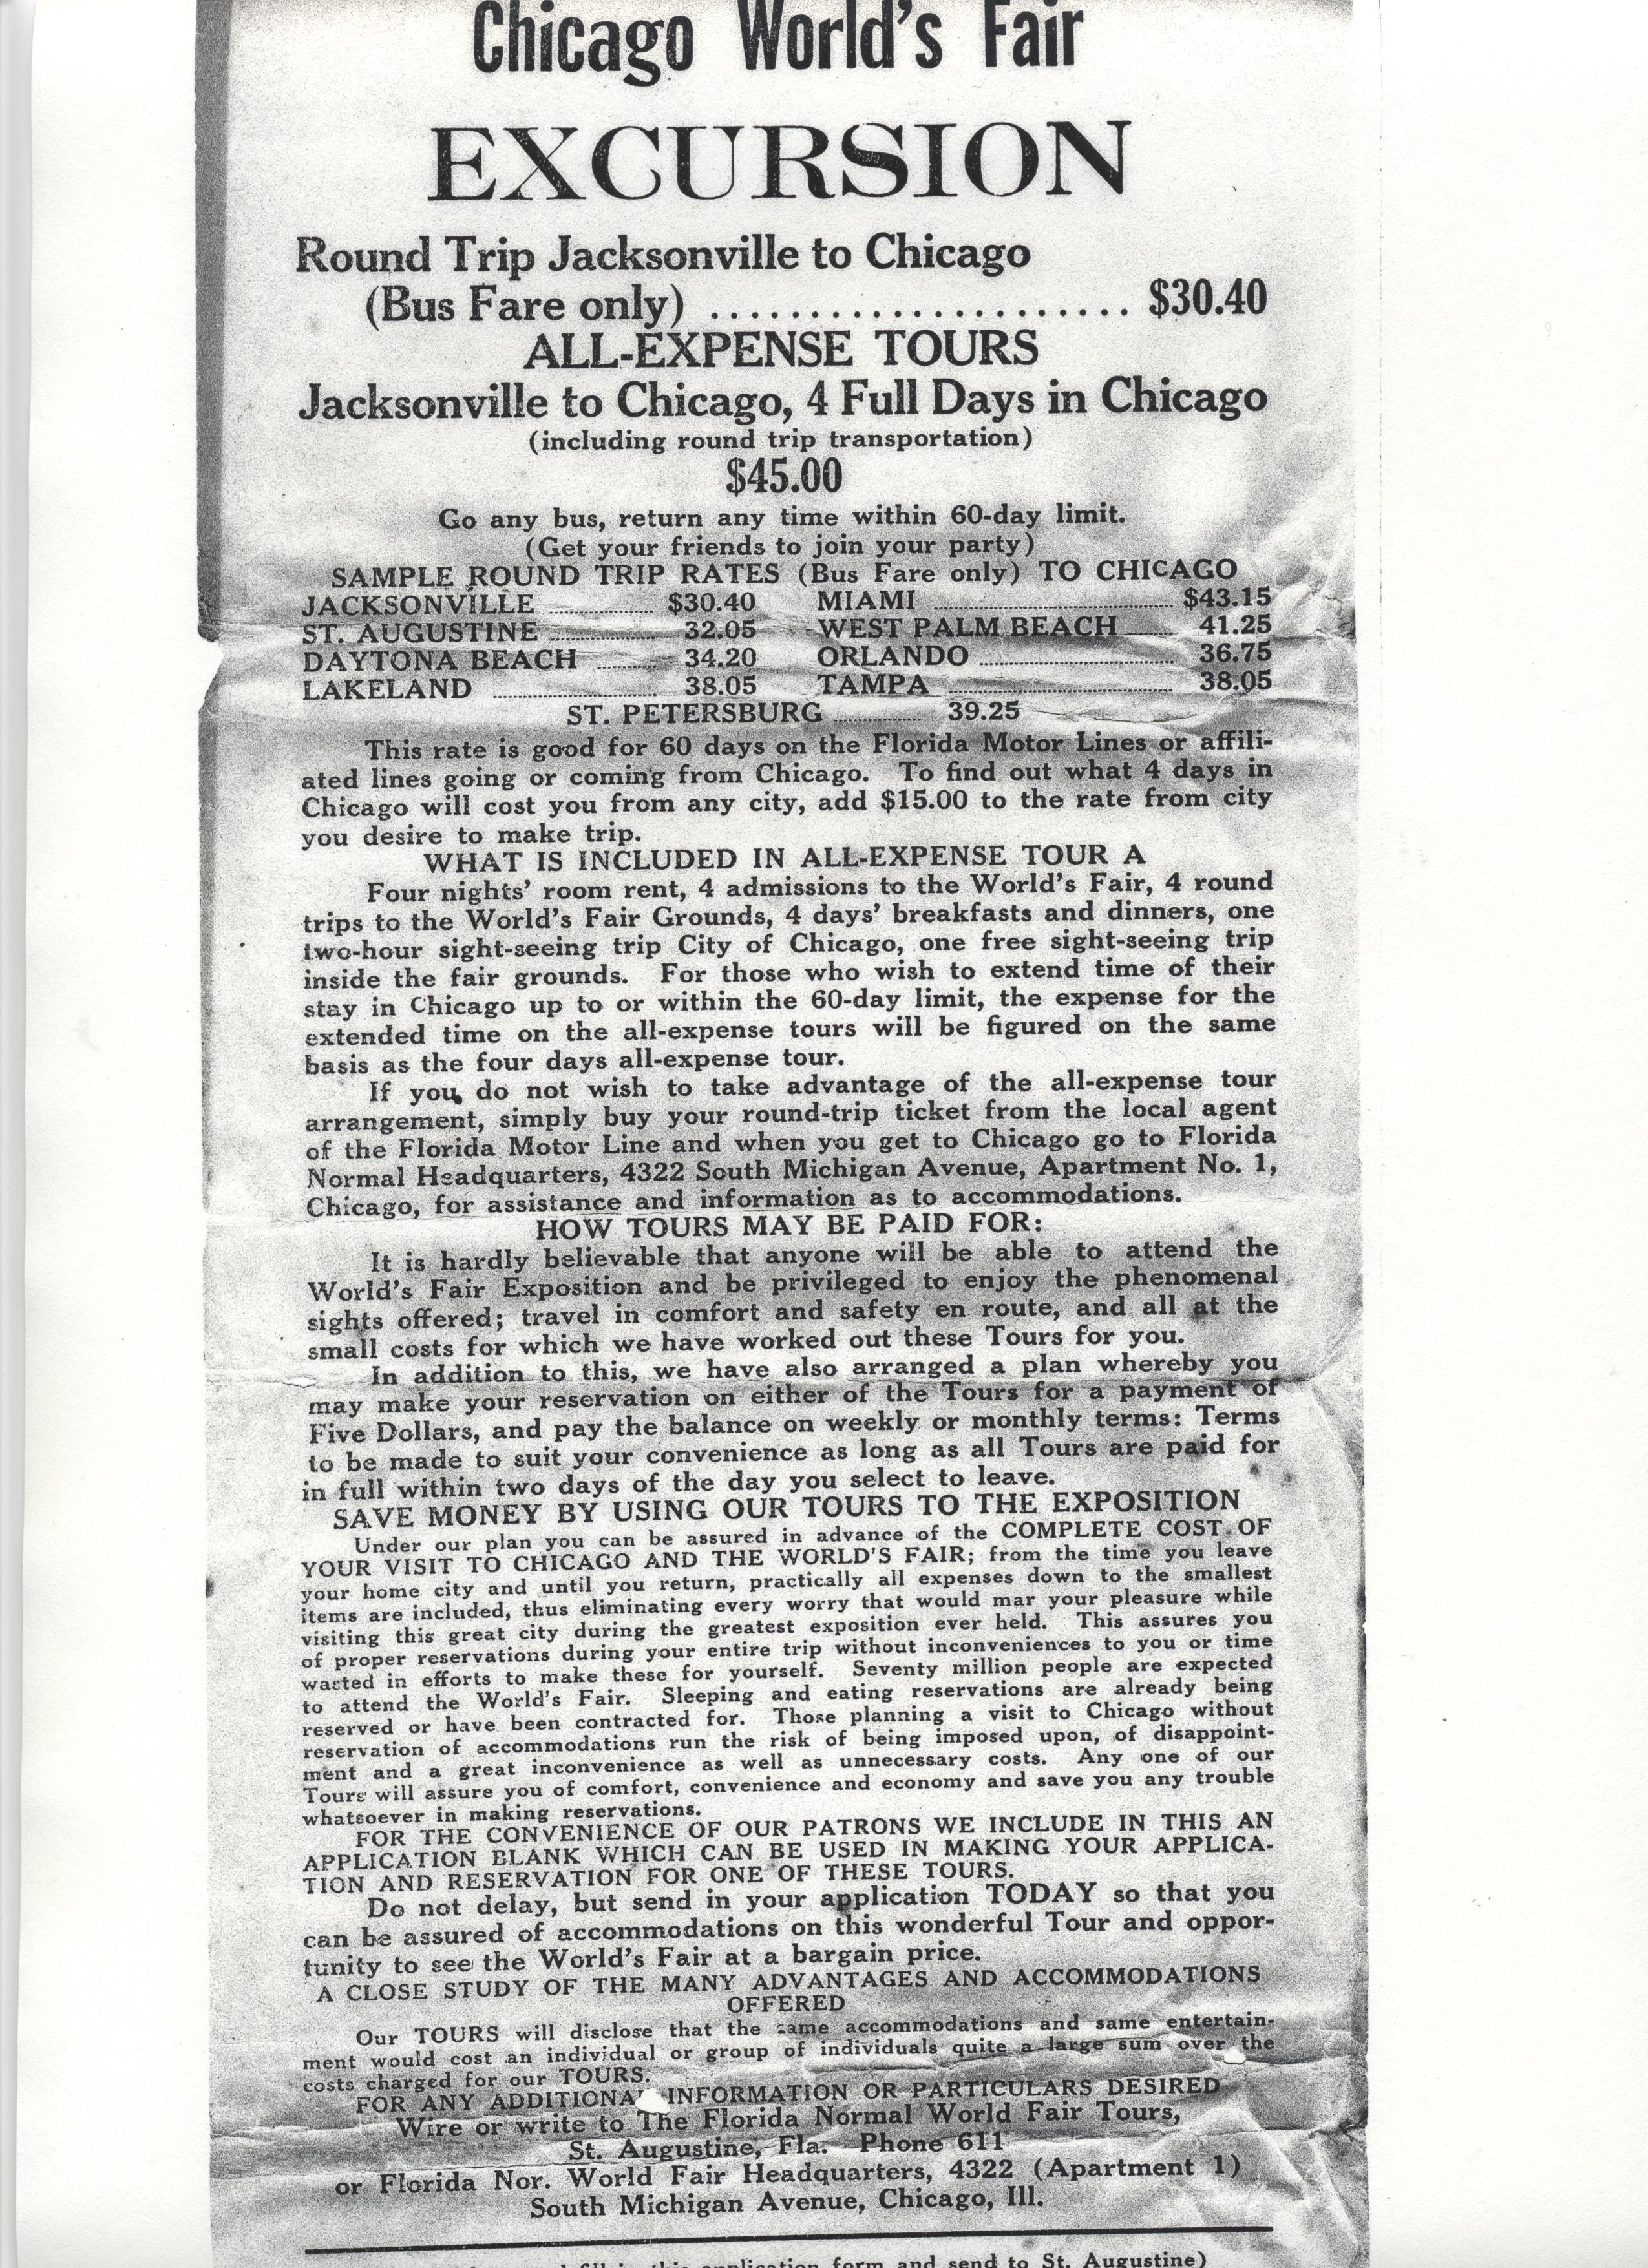 Chicago World's Fair
EXCURSION
Round Trip Jacksonville to Chicago
(Bus Fare only) ..................... $30.40
ALL-EXPENSE TOURS
Jacksonville to Chicago, 4 Full Days in Chicago
(including round trip transportation)
$45.00
Go any bus, return any time within 60-day limit.
(Get your friends to join your party)
SAMPLE ROUND TRIP RATES (Bus Fare only) TO CHICAGO
JACKSONVILLE ........ $30.40 MIAMI ........ $43.15
ST. AUGUSTINE ........ 32.05 WEST PALM BEACH ........ 41.25
DAYTONA BEACH ........ 34.20 ORLANDO ........ 36.75
LAKELAND ........ 38.05 TAMPA ........ 38.05
ST. PETERSBURG ........ 39.25
This rate is good for 60 days on the Florida Motor Lines or affili-
ated lines going or coming from Chicago. To find out what 4 days in
Chicago will cost you from any city, add $15.00 to the rate from city
you desire to make trip.
WHAT IS INCLUDED IN ALL-EXPENSE TOUR A
Four nights' room rent, 4 admissions to the World's Fair, 4 round
trips to the World's Fair Grounds, 4 days' breakfasts and dinners, one
two-hour sight-seeing trip City of Chicago, one free sight-seeing trip
inside the fair grounds. For those who wish to extend time of their
stay in Chicago up to or within the 60-day limit, the expense for the
extended time on the all-expense tours will be figured on the same
basis as the four days all-expense tour.
If you do not wish to take advantage of the all-expense tour
arrangement, simply buy your round-trip ticket from the local agent
of the Florida Motor Line and when you get to Chicago go to Florida
Normal Headquarters, 4322 South Michigan Avenue, Apartment No. 1,
Chicago, for assistance and information as to accommodations.
HOW TOURS MAY BE PAID FOR:
It is hardly believable that anyone will be able to attend the
World's Fair Exposition and be privileged to enjoy the phenomenal
sights offered; travel in comfort and safety en route, and all at the
small costs for which we have worked out these Tours for you.
In addition to this, we have also arranged a plan whereby you
may make your reservation on either of the Tours for a payment of
Five Dollars, and pay the balance on weekly or monthly terms: Terms
to be made to suit your convenience as long as all Tours are paid for
in full within two days of the day you select to leave.
SAVE MONEY BY USING OUR TOURS TO THE EXPOSITION
Under our plan you can be assured in advance of the COMPLETE COST OF
YOUR VISIT TO CHICAGO AND THE WORLD'S FAIR; from the time you leave
your home city and until you return, practically all expenses down to the smallest
items are included, thus eliminating every worry that would mar your pleasure while
visiting this great city during the greatest exposition ever held. This assures you
of proper reservations during your entire trip without inconveniences to you or time
wasted in efforts to make these for yourself. Seventy million people are expected
to attend the World's Fair. Sleeping and eating reservations are already being
reserved or have been contracted for. Those planning a visit to Chicago without
reservation of accommodations run the risk of being imposed upon, of disappoint-
ment and a great inconvenience as well as unnecessary costs. Any one of our
Tours will assure you of comfort, convenience and economy and save you any trouble
whatsoever in making reservations.
FOR THE CONVENIENCE OF OUR PATRONS WE INCLUDE IN THIS AN
APPLICATION BLANK WHICH CAN BE USED IN MAKING YOUR APPLICA-
TION AND RESERVATION FOR ONE OF THESE TOURS.
Do not delay, but send in your application TODAY so that you
can be assured of accommodations on this wonderful Tour and oppor-
tunity to see the World's Fair at a bargain price.
A CLOSE STUDY OF THE MANY ADVANTAGES AND ACCOMMODATIONS
OFFERED
Our TOURS will disclose that the same accommodations and same entertain-
ment would cost an individual or group of individuals quite a large sum over the
costs charged for our TOURS.
FOR ANY ADDITIONAL INFORMATION OR PARTICULARS DESIRED
Wire or write to The Florida Normal World Fair Tours,
St. Augustine, Fla. Phone 611
or Florida Nor. World Fair Headquarters, 4322 (Apartment 1)
South Michigan Avenue, Chicago, Ill.
this application form and send to St. Augustine)